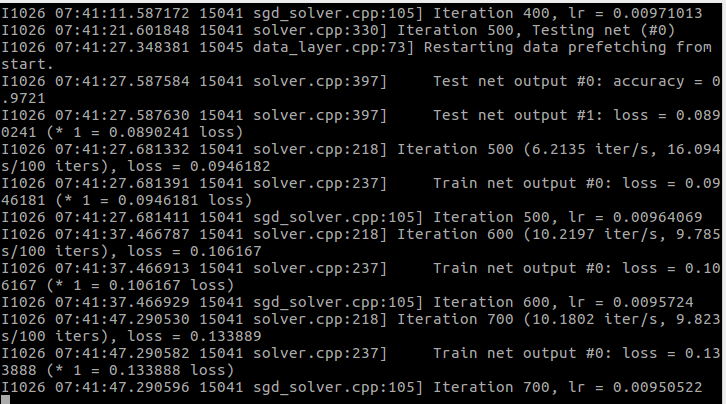 I1026 07:41:11.587172 15041 sgd_solver.cpp:105] Iteration 400, lr = 0.00971013
I1026 07:41:21.601848 15041 solver.cpp:330] Iteration 500, Testing net (#0)
I1026 07:41:27.348381 15045 data_layer.cpp:73] Restarting data prefetching from
start.
I1026 07:41:27.587584 15041 solver.cpp:397]     Test net output #0: accuracy = 0
.9721
I1026 07:41:27.587630 15041 solver.cpp:397]     Test net output #1: loss = 0.089
0241 (* 1 = 0.0890241 loss)
I1026 07:41:27.681332 15041 solver.cpp:218] Iteration 500 (6.2135 iter/s, 16.094
s/100 iters), loss = 0.0946182
I1026 07:41:27.681391 15041 solver.cpp:237]     Train net output #0: loss = 0.09
46181 (* 1 = 0.0946181 loss)
I1026 07:41:27.681411 15041 sgd_solver.cpp:105] Iteration 500, lr = 0.00964069
I1026 07:41:37.466787 15041 solver.cpp:218] Iteration 600 (10.2197 iter/s, 9.785
s/100 iters), loss = 0.106167
I1026 07:41:37.466913 15041 solver.cpp:237]     Train net output #0: loss = 0.10
6167 (* 1 = 0.106167 loss)
I1026 07:41:37.466929 15041 sgd_solver.cpp:105] Iteration 600, lr = 0.0095724
I1026 07:41:47.290530 15041 solver.cpp:218] Iteration 700 (10.1802 iter/s, 9.823
s/100 iters), loss = 0.133889
I1026 07:41:47.290582 15041 solver.cpp:237]     Train net output #0: loss = 0.13
3888 (* 1 = 0.133888 loss)
I1026 07:41:47.290596 15041 sgd_solver.cpp:105] Iteration 700, lr = 0.00950522